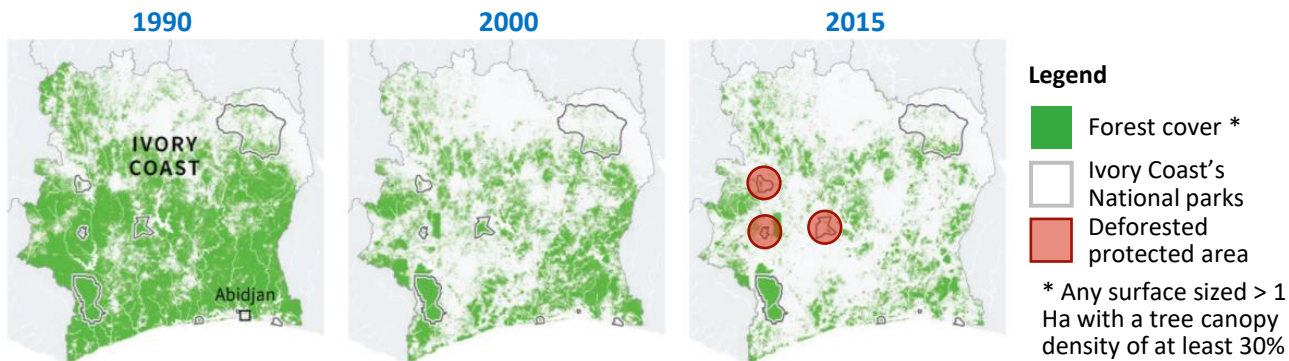 1990
2000
2015
IVORY
COAST
Abidjan
Legend
Forest cover *
Ivory Coast's
National parks
Deforested
protected area
* Any surface sized > 1
Ha with a tree canopy
density of at least 30%